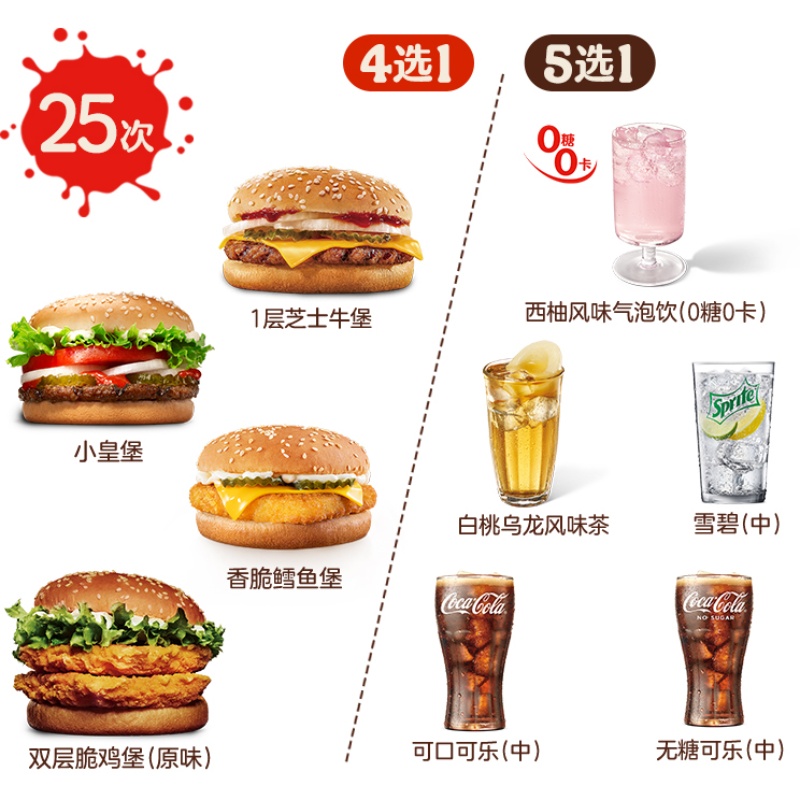 25次
4选1
5选1
0糖
0卡
1层芝士牛堡
西柚风味气泡饮(0糖0卡)
小皇堡
Sprite
白桃乌龙风味茶
雪碧(中)
香脆鳕鱼堡
Coca-Cola
Coca-Cola
NO SUGAR
双层脆鸡堡(原味)
可口可乐(中)
无糖可乐(中)